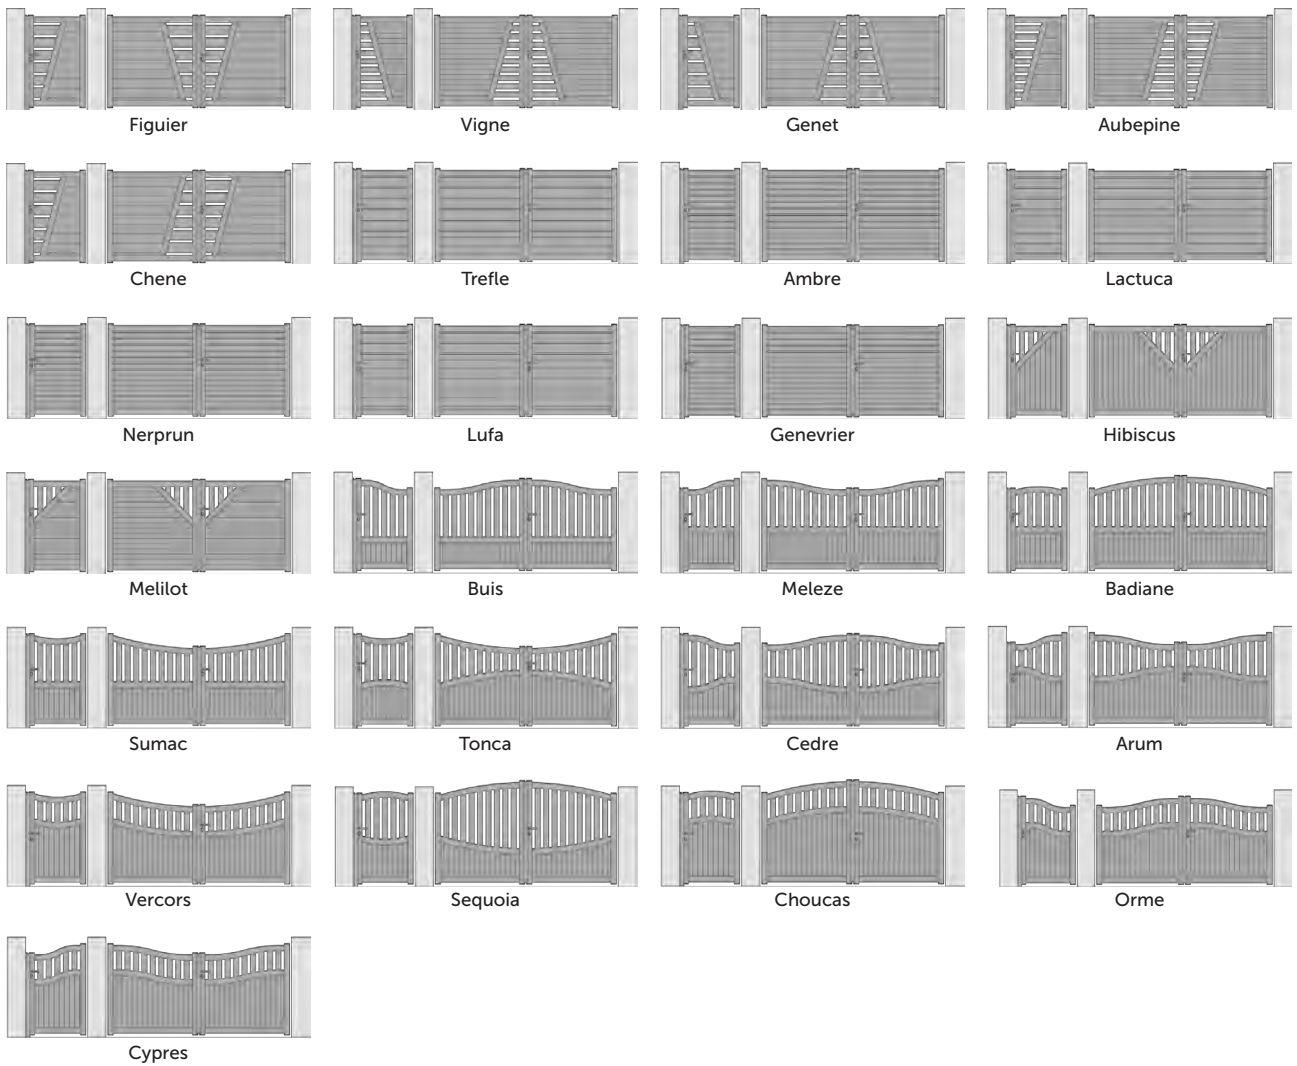 Figuier
Vigne
Genet
Aubepine
Chene
Trefle
Ambre
Lactuca
Nerprun
Lufa
Genevrier
Hibiscus
Melilot
Buis
Meleze
Badiane
Sumac
Tonca
Cedre
Arum
Vercors
Sequoia
Choucas
Orme
Cypres